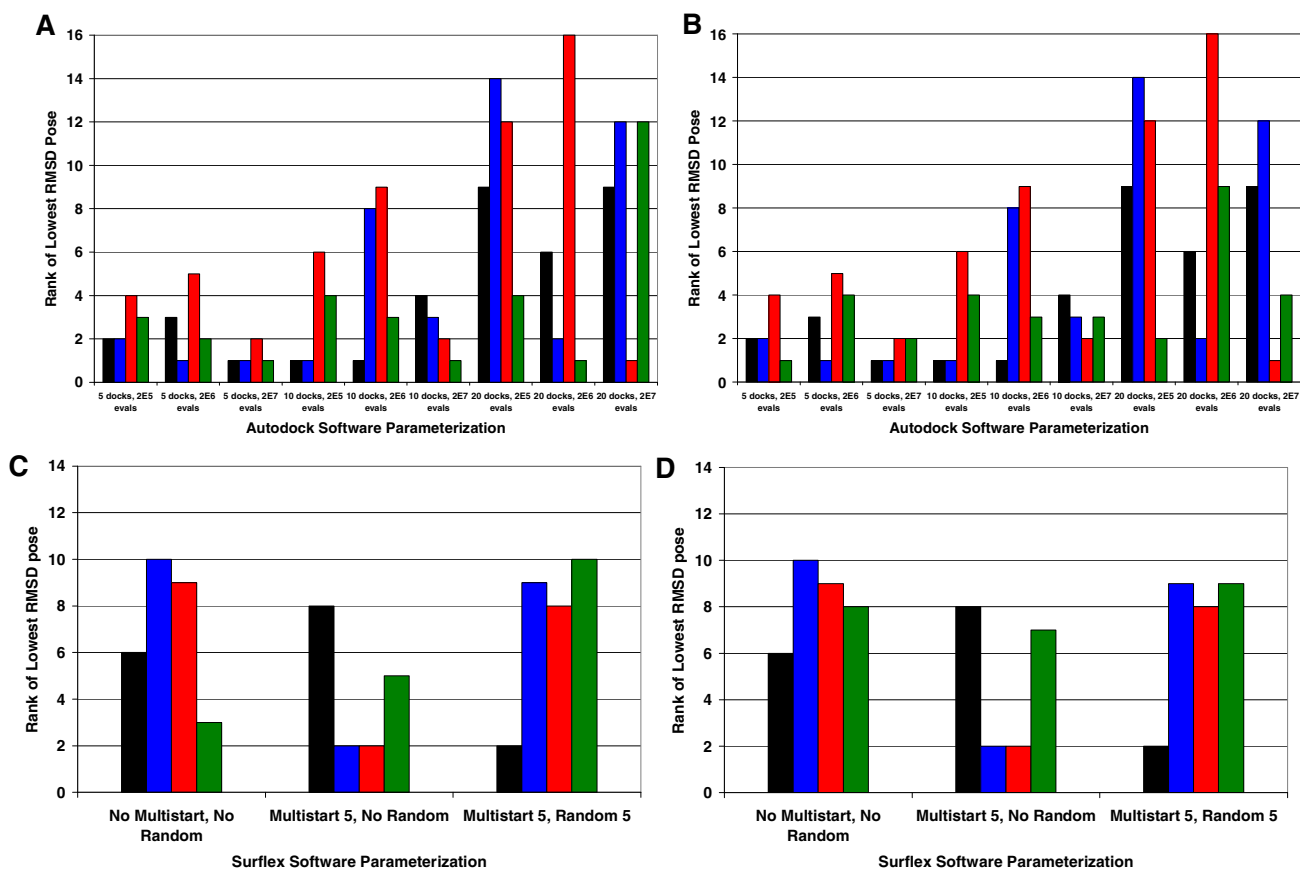 A
Rank of Lowest RMSD Pose
16
14
12
10
8
6
4
2
0
5 docks, 2E5 evals
5 docks, 2E6 evals
5 docks, 2E7 evals
10 docks, 2E5 evals
10 docks, 2E6 evals
10 docks, 2E7 evals
20 docks, 2E5 evals
20 docks, 2E6 evals
20 docks, 2E7 evals
Autodock Software Parameterization
B
Rank of Lowest RMSD Pose
16
14
12
10
8
6
4
2
0
5 docks, 2E5 evals
5 docks, 2E6 evals
5 docks, 2E7 evals
10 docks, 2E5 evals
10 docks, 2E6 evals
10 docks, 2E7 evals
20 docks, 2E5 evals
20 docks, 2E6 evals
20 docks, 2E7 evals
Autodock Software Parameterization
C
Rank of Lowest RMSD pose
14
12
10
8
6
4
2
0
No Multistart, No
Random
Multistart 5, No Random
Multistart 5, Random 5
Surflex Software Parameterization
D
Rank of Lowest RMSD pose
14
12
10
8
6
4
2
0
No Multistart, No
Random
Multistart 5, No Random
Multistart 5, Random 5
Surflex Software Parameterization